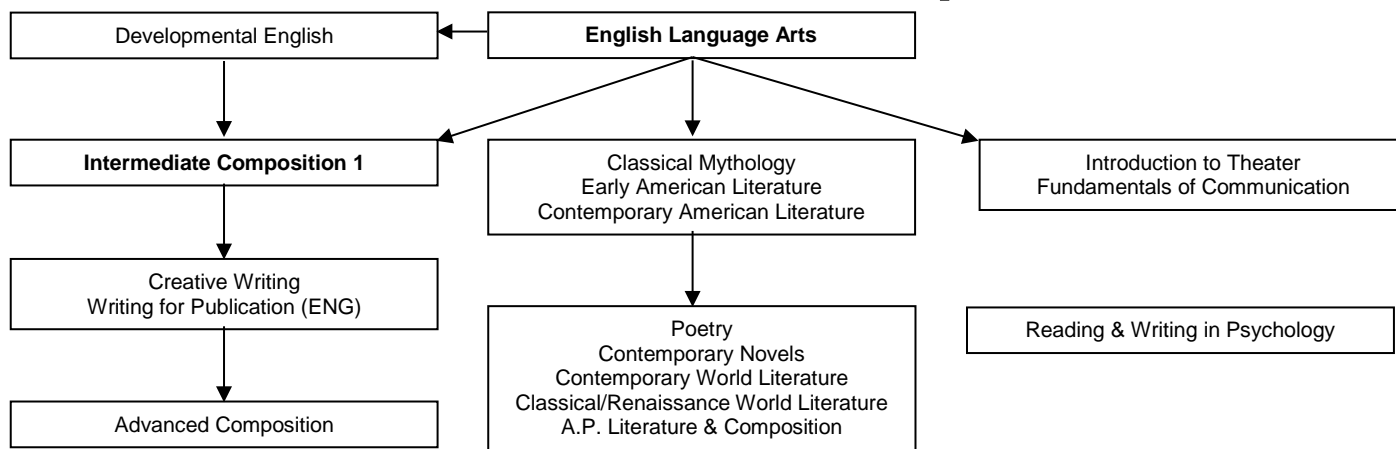 Developmental English
English Language Arts
Intermediate Composition 1
Classical Mythology
Early American Literature
Contemporary American Literature
Introduction to Theater
Fundamentals of Communication
Creative Writing
Writing for Publication (ENG)
Poetry
Contemporary Novels
Contemporary World Literature
Classical/Renaissance World Literature
A.P. Literature & Composition
Reading & Writing in Psychology
Advanced Composition